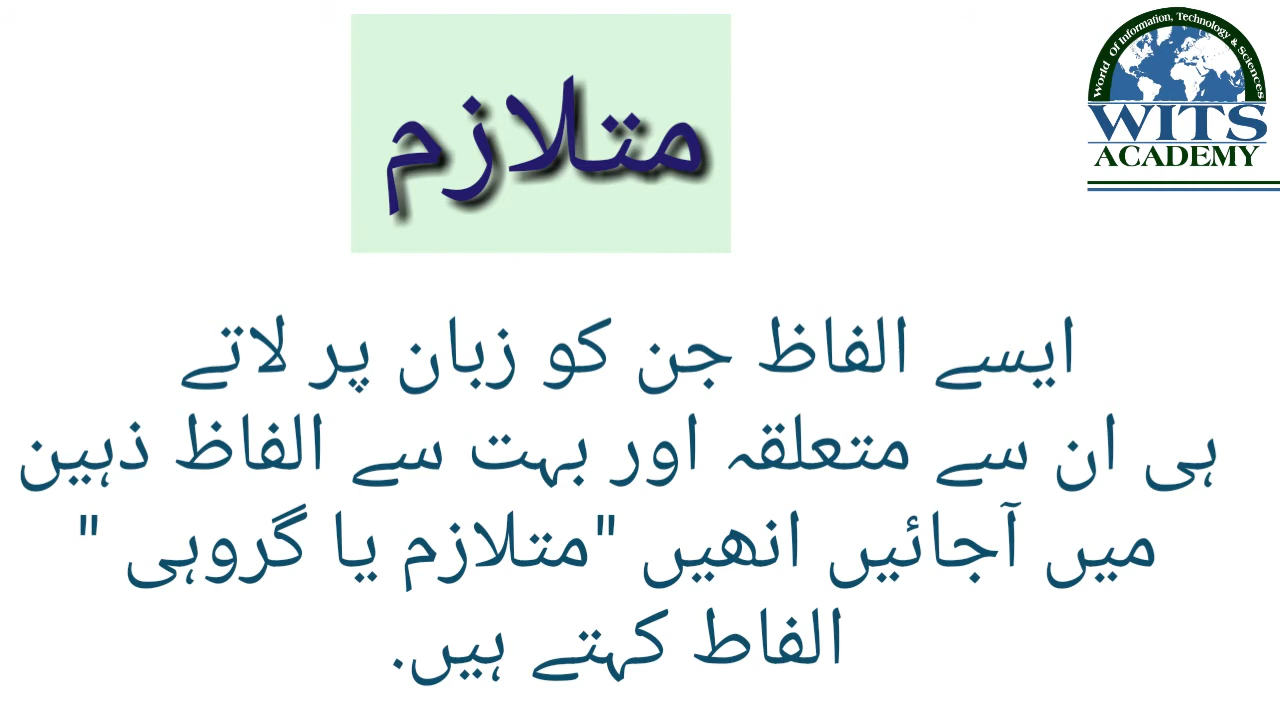 متلازم
World Of Information, Technology & Sciences
WITS
ACADEMY
ایسے الفاظ جن کو زبان پر لاتے
ہی ان سے متعلقہ اور بہت سے الفاظ ذہین
میں آجائیں انھیں "متلازم یا گروہی "
الفاط کہتے ہیں.